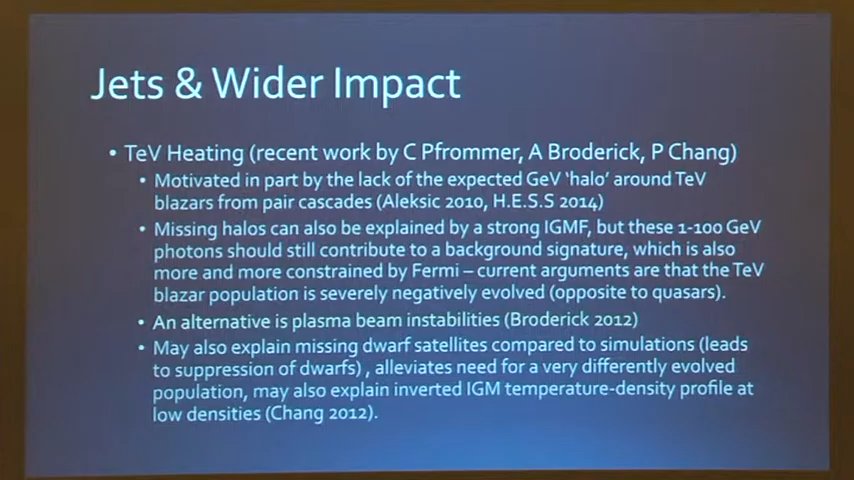 Jets & Wider Impact
• TeV Heating (recent work by C Pfrommer, A Broderick, P Chang)
• Motivated in part by the lack of the expected GeV 'halo' around TeV
blazars from pair cascades (Aleksic 2010, H.E.S.S 2014)
• Missing halos can also be explained by a strong IGMF, but these 1-100 GeV
photons should still contribute to a background signature, which is also
more and more constrained by Fermi – current arguments are that the TeV
blazar population is severely negatively evolved (opposite to quasars).
• An alternative is plasma beam instabilities (Broderick 2012)
• May also explain missing dwarf satellites compared to simulations (leads
to suppression of dwarfs) , alleviates need for a very differently evolved
population, may also explain inverted IGM temperature-density profile at
low densities (Chang 2012).